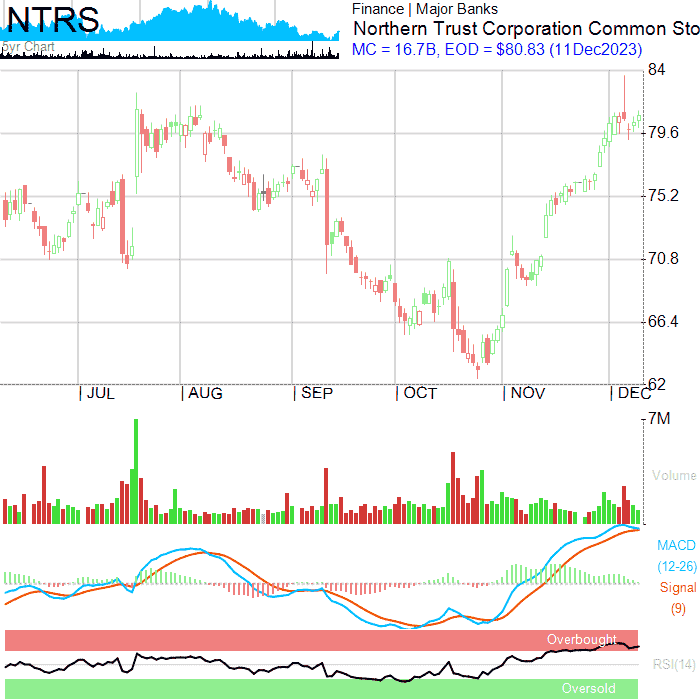 NTRS
5yr Chart
Finance | Major Banks
Northern Trust Corporation Common Sto
MC = 16.7B, EOD = $80.83 (11Dec2023)
84
79.6
75.2
70.8
66.4
62
| JUL | AUG | SEP | OCT | NOV | DEC
7M
Volume
MACD
(12-26)
Signal
(9)
Overbought
RSI(14)
Oversold